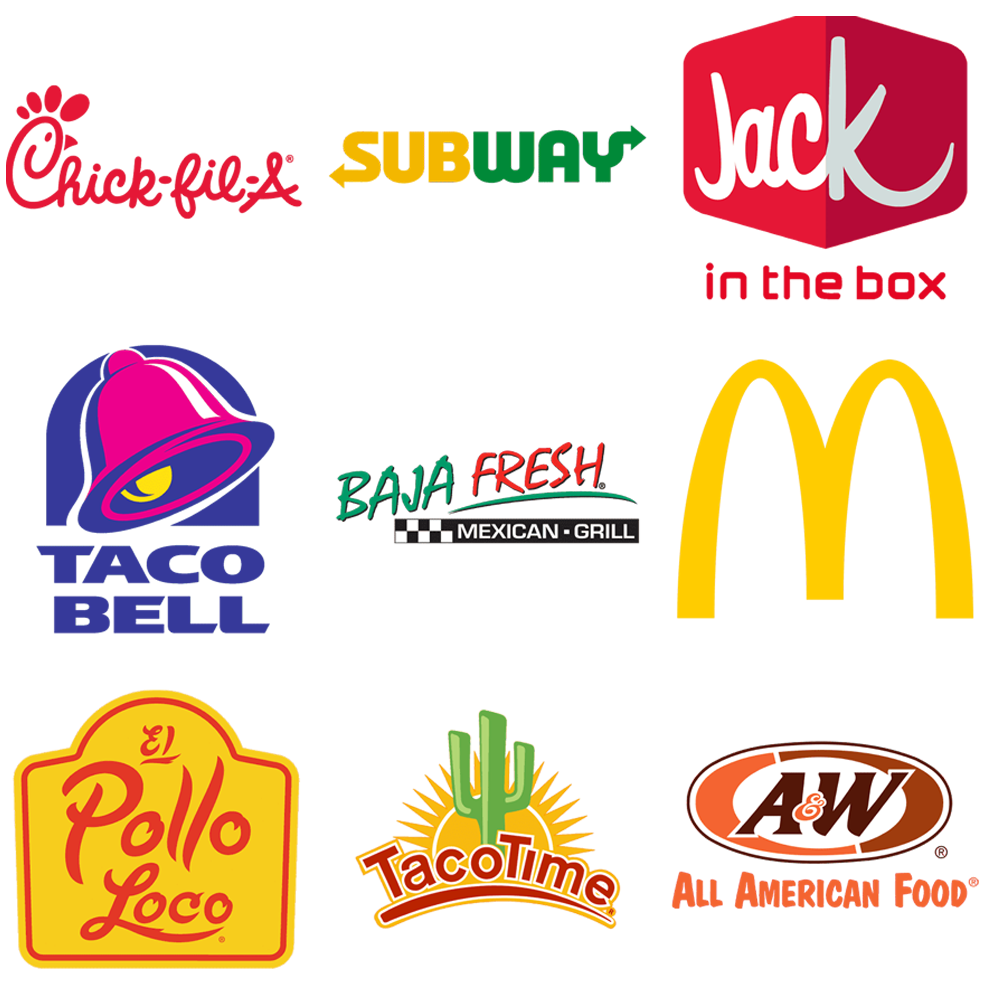 Chick-fil-A®
SUBWAY
Jack
in the box
TACO
BELL
BAJA FRESH®
MEXICAN · GRILL
M
El
Pollo
Loco®
TacoTime®
A&W®
ALL AMERICAN FOOD®